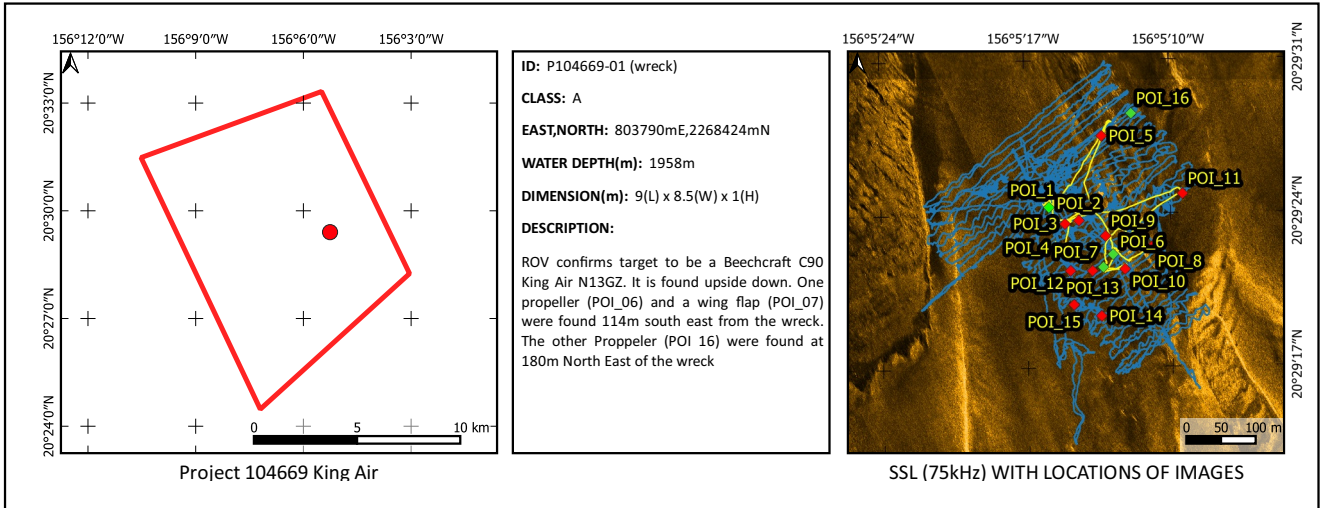 156°12'0"W 156°9'0"W 156°6'0"W 156°3'0"W
20°33'0"N
20°30'0"N
20°27'0"N
20°24'0"N
0 5 10 km
Project 104669 King Air
ID: P104669-01 (wreck)
CLASS: A
EAST,NORTH: 803790mE,2268424mN
WATER DEPTH(m): 1958m
DIMENSION(m): 9(L) x 8.5(W) x 1(H)
DESCRIPTION:
ROV confirms target to be a Beechcraft C90
King Air N13GZ. It is found upside down. One
propeller (POI_06) and a wing flap (POI_07)
were found 114m south east from the wreck.
The other Proppeler (POI 16) were found at
180m North East of the wreck
156°5'24"W 156°5'17"W 156°5'10"W
20°29'31"N
20°29'24"N
20°29'17"N
POI_16
POI_5
POI_11
POI_1
POI_2
POI_3
POI_9
POI_4
POI_7
POI_6
POI_8
POI_12
POI_13
POI_10
POI_15
POI_14
0 50 100 m
SSL (75kHz) WITH LOCATIONS OF IMAGES